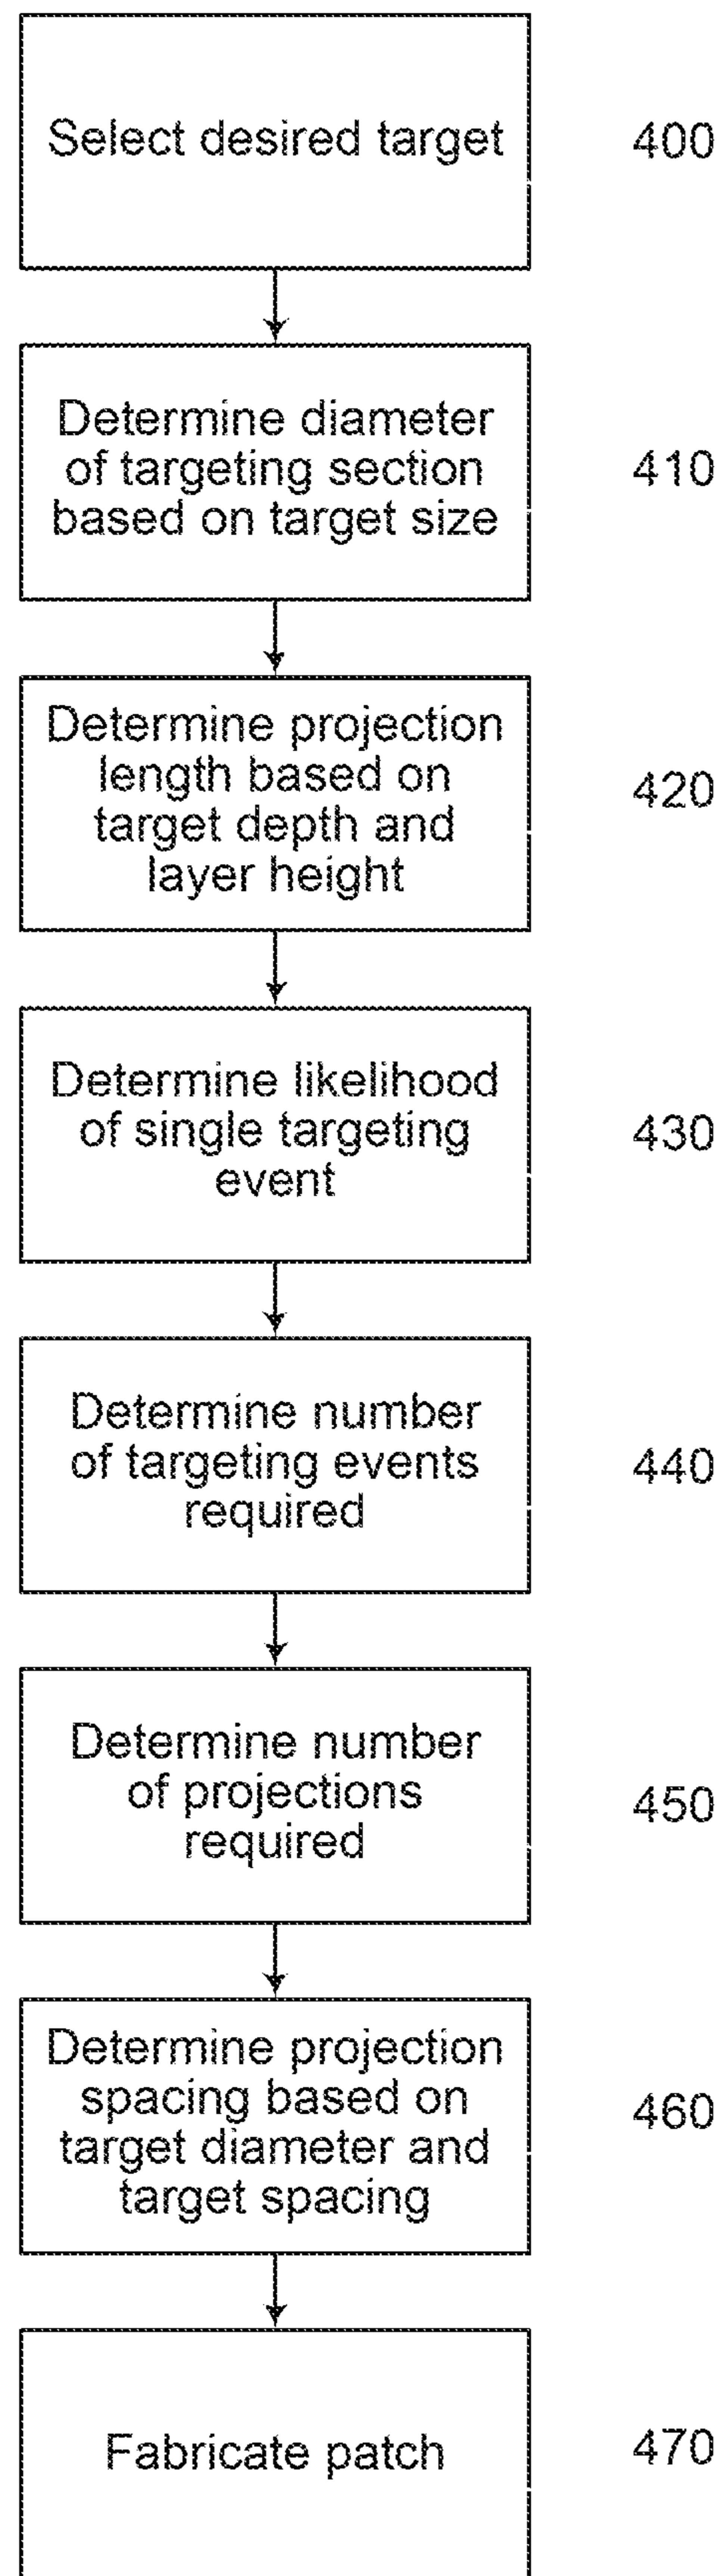 Select desired target
400
Determine diameter
of targeting section
based on target size
410
Determine projection
length based on
target depth and
layer height
420
Determine likelihood
of single targeting
event
430
Determine number
of targeting events
required
440
Determine number
of projections
required
450
Determine projection
spacing based on
target diameter and
target spacing
460
Fabricate patch
470